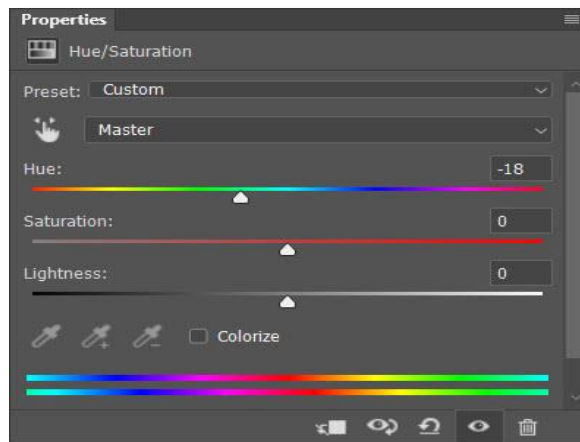 Properties
Hue/Saturation
Preset: Custom
Master
Hue: -18
Saturation: 0
Lightness: 0
Colorize